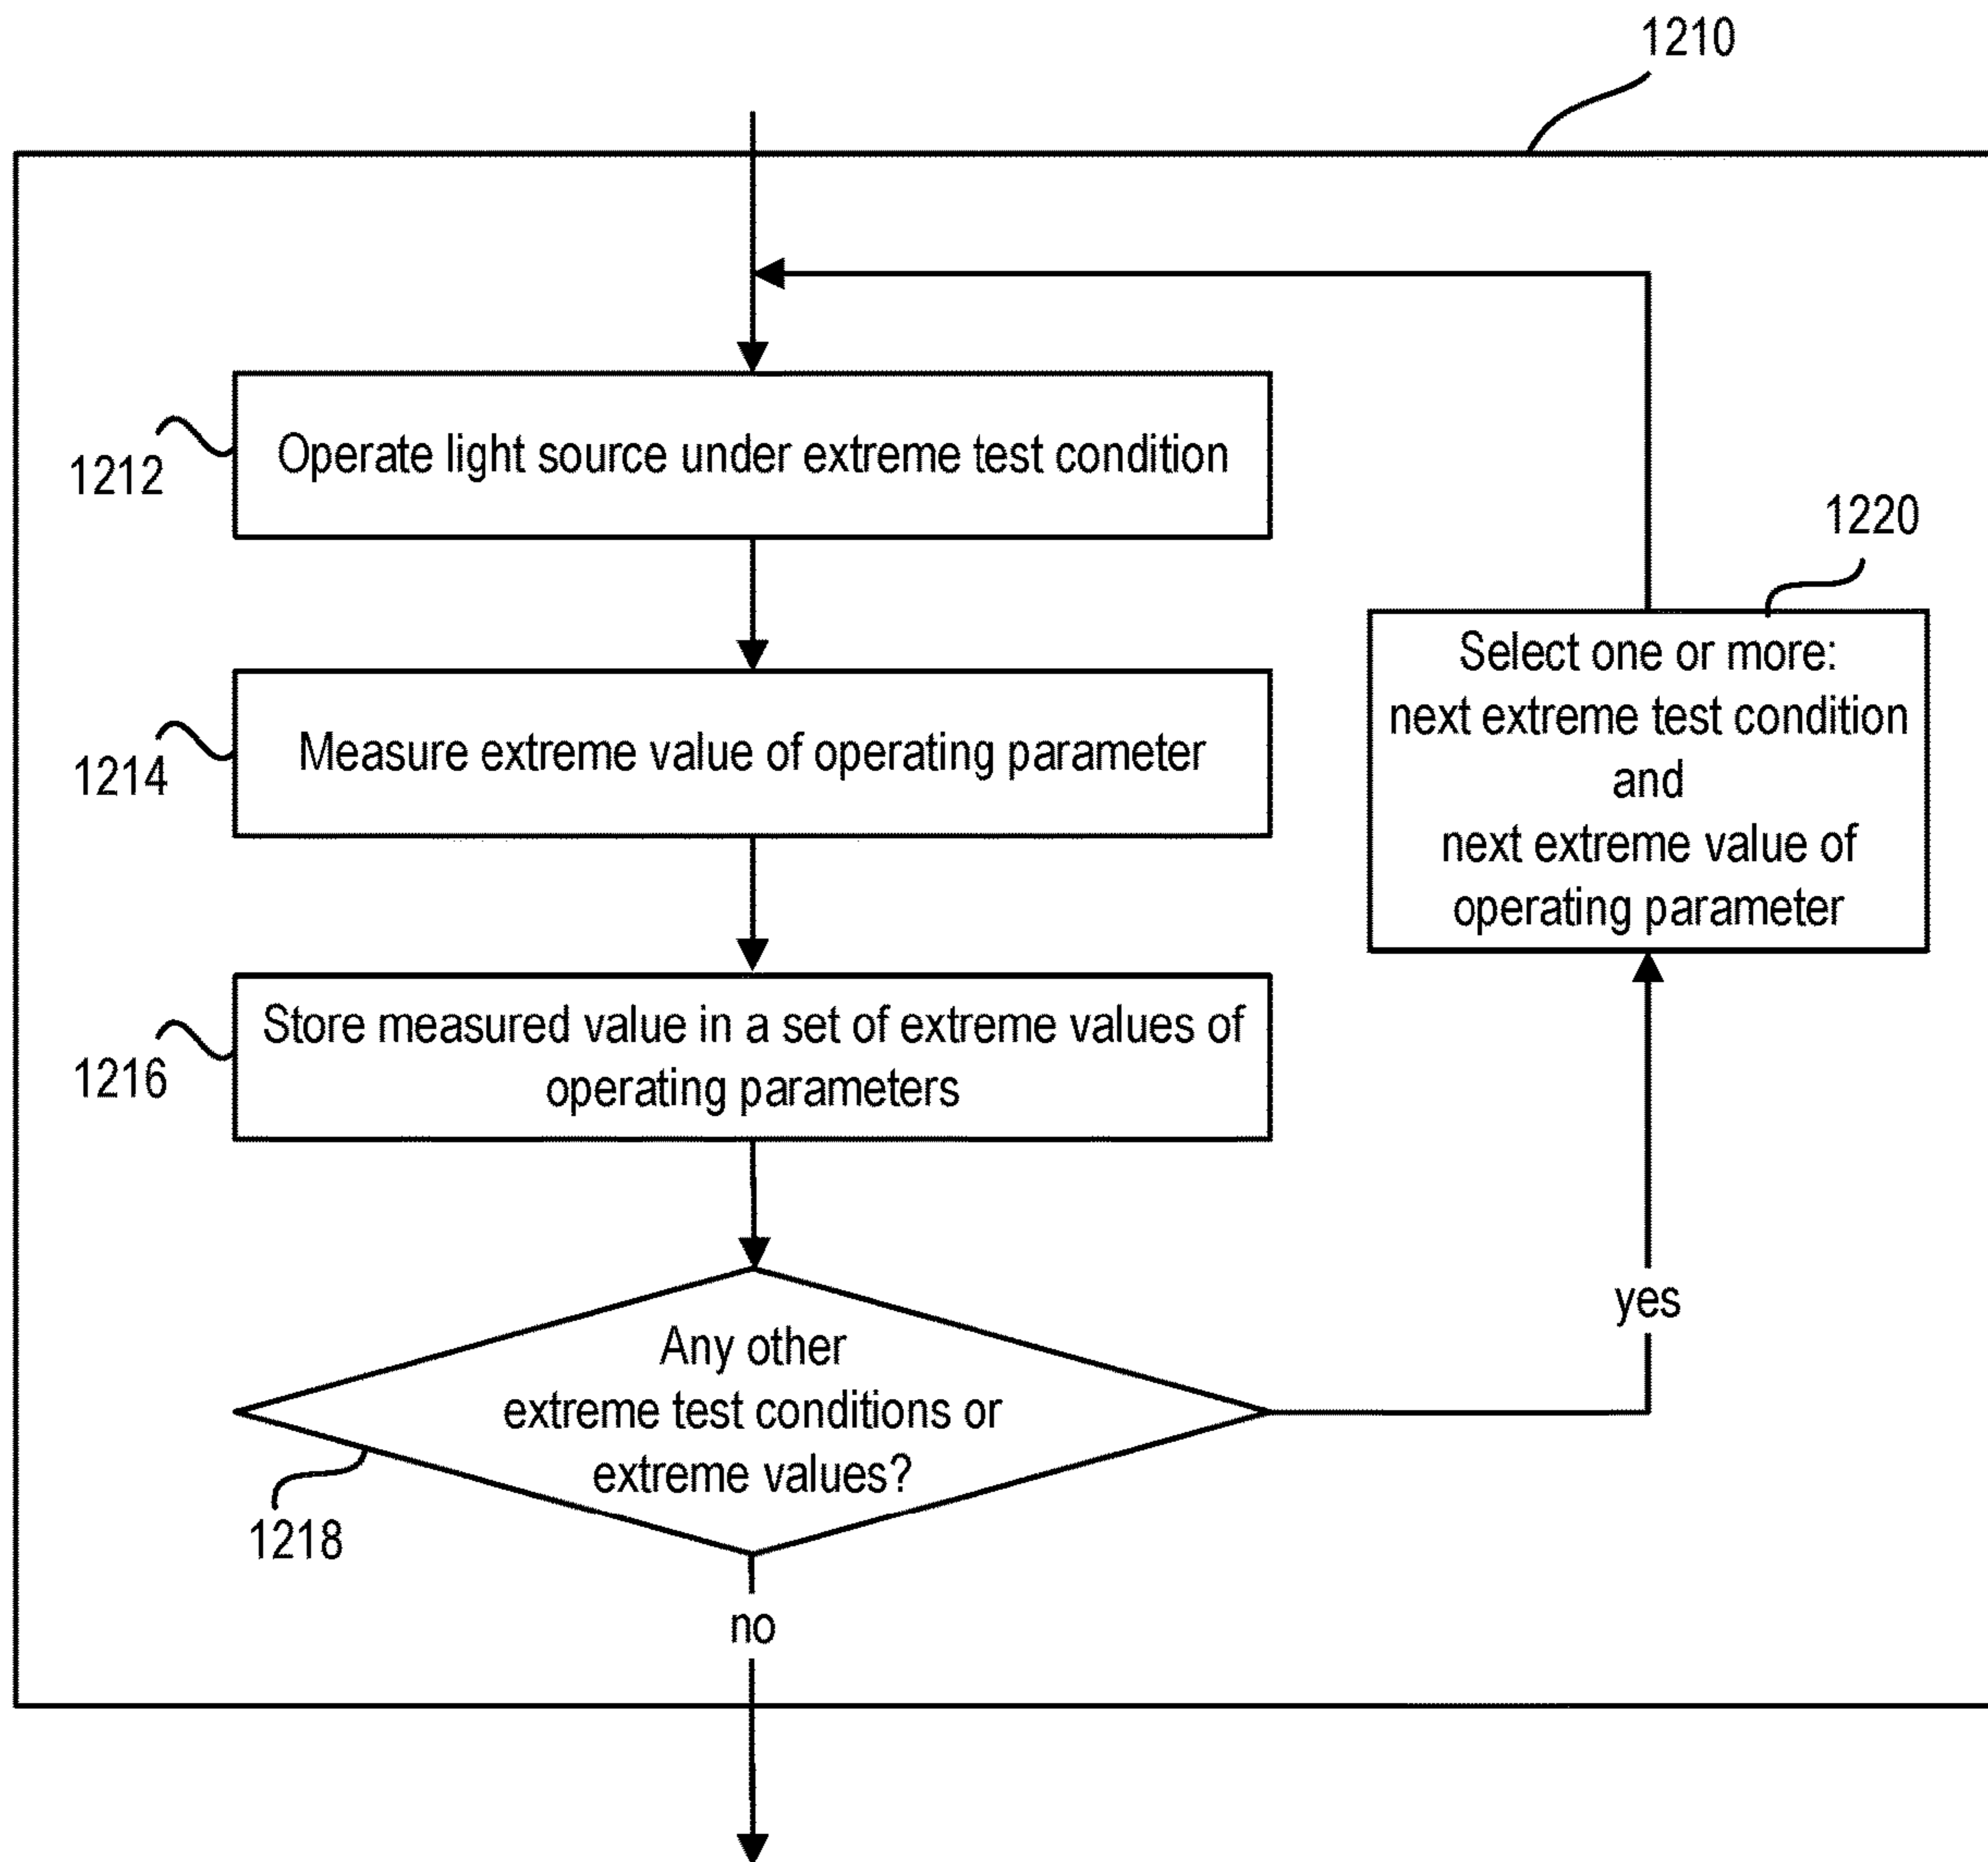 1210
1212
Operate light source under extreme test condition
1220
Select one or more:
next extreme test condition
and
next extreme value of
operating parameter
1214
Measure extreme value of operating parameter
1216
Store measured value in a set of extreme values of
operating parameters
Any other
extreme test conditions or
extreme values?
yes
1218
no